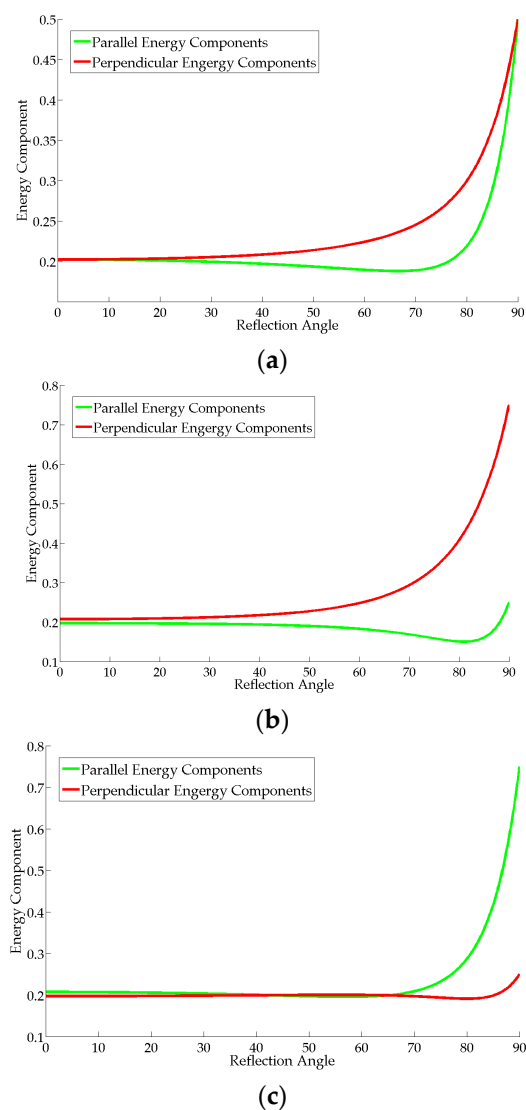 0.5
0.45
0.4
0.35
0.3
0.25
0.2
Energy Component
Parallel Energy Components
Perpendicular Engergy Components
0 10 20 30 40 50 60 70 80 90
Reflection Angle
(a)
0.8
0.7
0.6
0.5
0.4
0.3
0.2
0.1
Energy Component
Parallel Energy Components
Perpendicular Engergy Components
0 10 20 30 40 50 60 70 80 90
Reflection Angle
(b)
0.8
0.7
0.6
0.5
0.4
0.3
0.2
0.1
Energy Component
Parallel Energy Components
Perpendicular Engergy Components
0 10 20 30 40 50 60 70 80 90
Reflection Angle
(c)